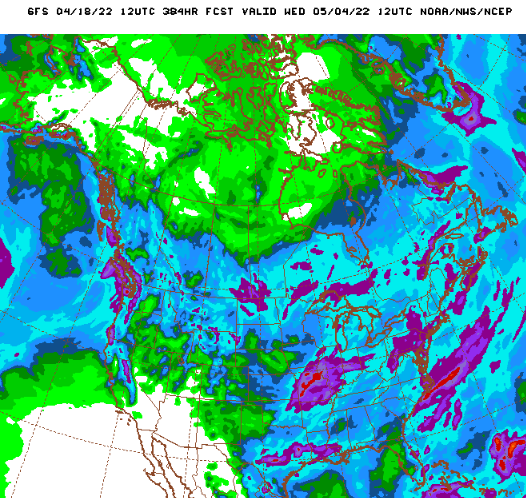 GFS 04/18/22 12UTC 384HR FCST VALID WED 05/04/22 12UTC NOAA/NWS/NCEP